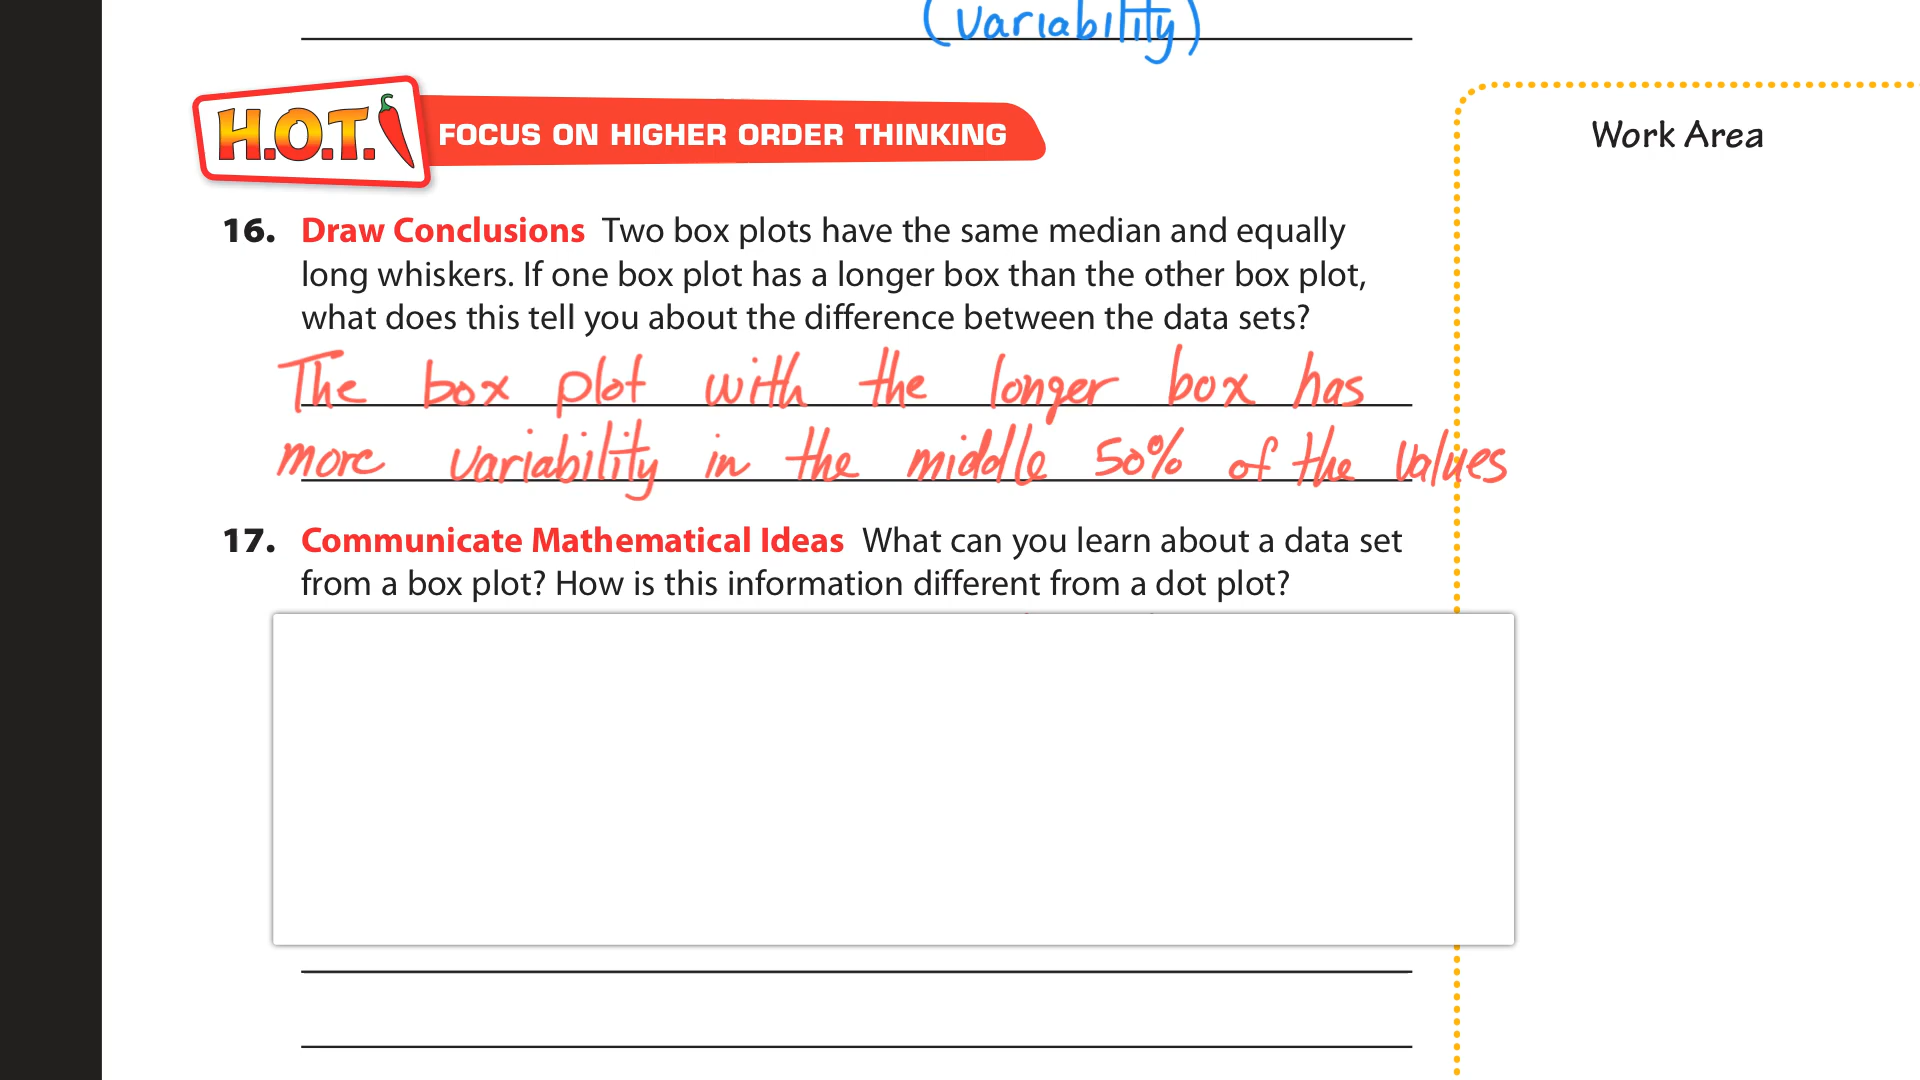 (variability)
H.O.T. FOCUS ON HIGHER ORDER THINKING
Work Area
16. Draw Conclusions Two box plots have the same median and equally
long whiskers. If one box plot has a longer box than the other box plot,
what does this tell you about the difference between the data sets?
The box plot with the longer box has
more variability in the middle 50% of the values
17. Communicate Mathematical Ideas What can you learn about a data set
from a box plot? How is this information different from a dot plot?